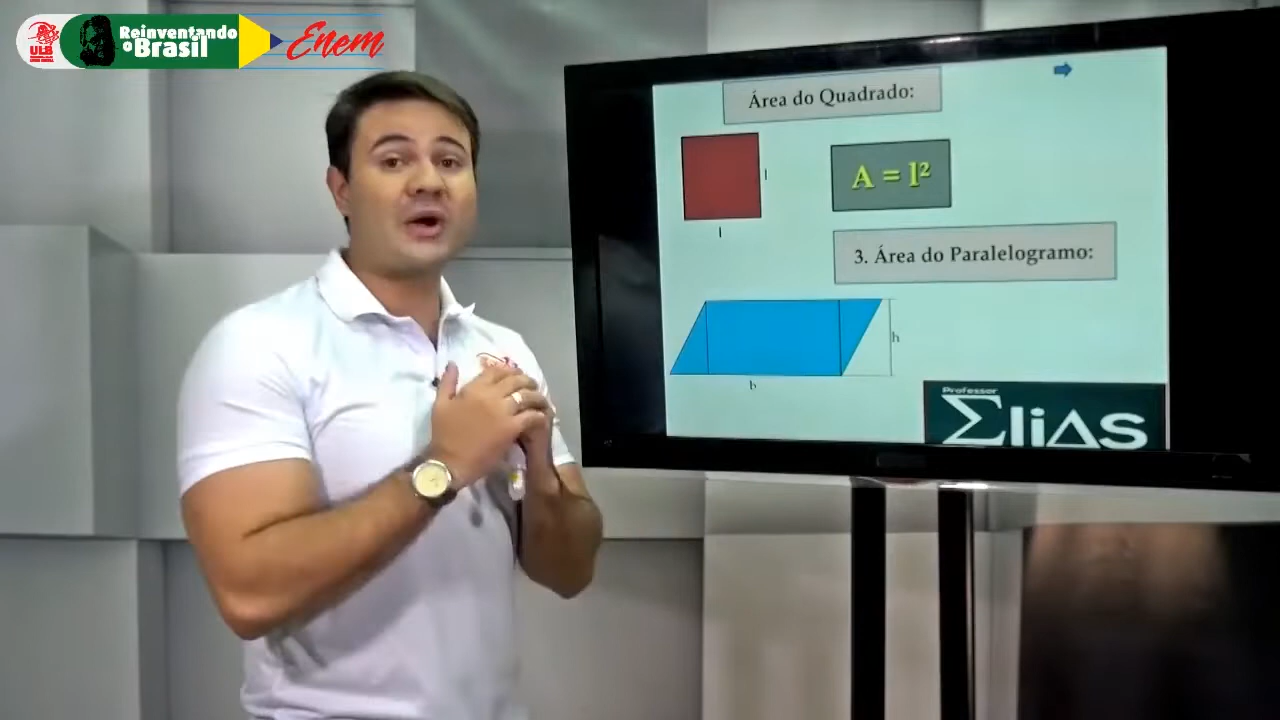 ULB
Reinventando
o Brasil
Enem
Área do Quadrado:
l
A = l²
l
3. Área do Paralelogramo:
h
b
Professor
ΣliΔs